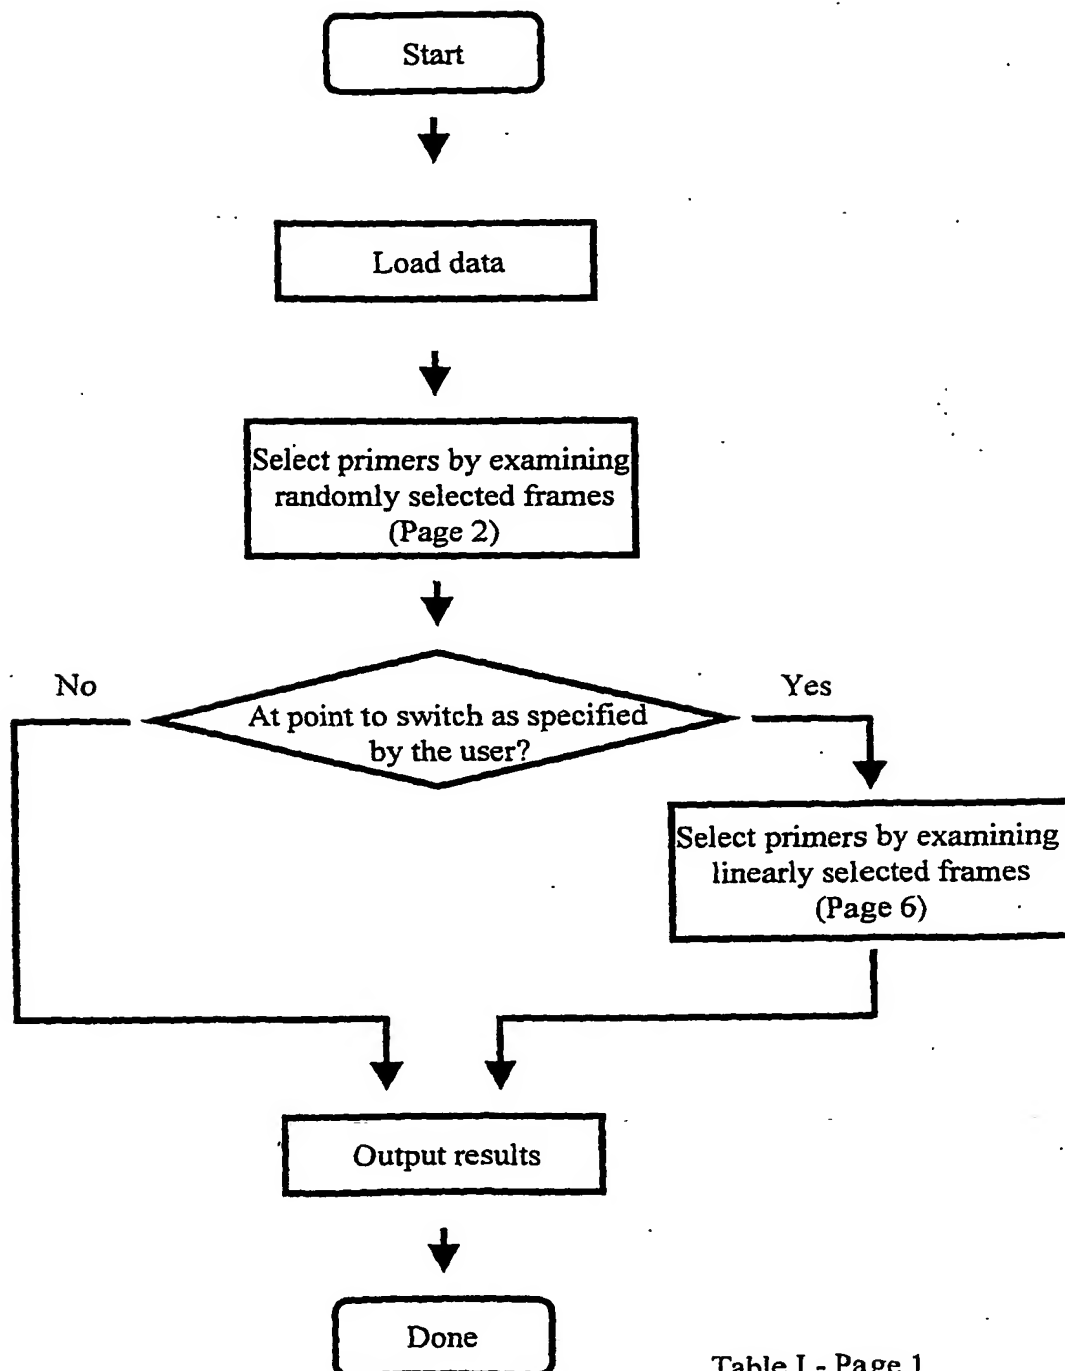 Start
Load data
Select primers by examining
randomly selected frames
(Page 2)
No
Yes
At point to switch as specified
by the user?
Select primers by examining
linearly selected frames
(Page 6)
Output results
Done
Table I - Page 1